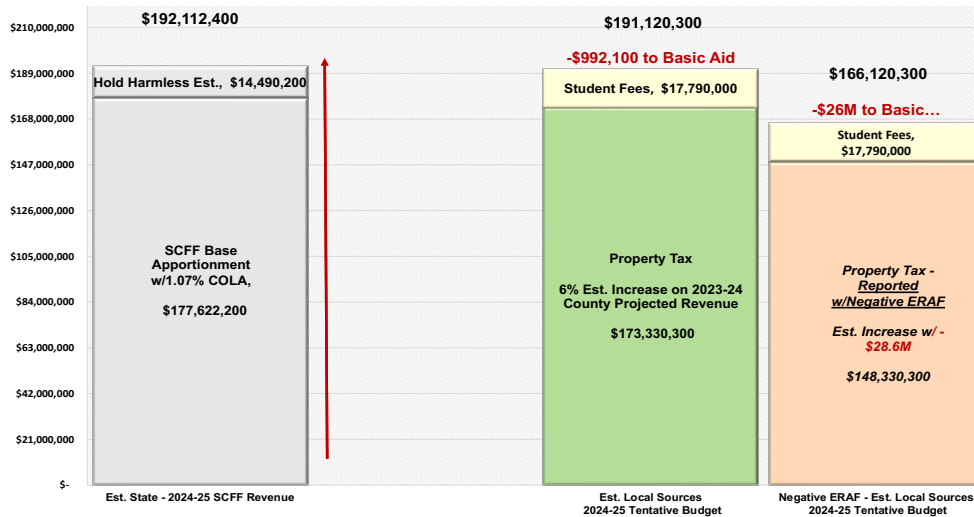 $192,112,400
$191,120,300
-$992,100 to Basic Aid
$166,120,300
-$26M to Basic…
$210,000,000
$189,000,000
$168,000,000
$147,000,000
$126,000,000
$105,000,000
$84,000,000
$63,000,000
$42,000,000
$21,000,000
$-
Hold Harmless Est., $14,490,200
SCFF Base
Apportionment
w/1.07% COLA,
$177,622,200
Student Fees, $17,790,000
Property Tax
6% Est. Increase on 2023-24
County Projected Revenue
$173,330,300
Student Fees,
$17,790,000
Property Tax -
Reported
w/Negative ERAF
Est. Increase w/ -
$28.6M
$148,330,300
Est. State - 2024-25 SCFF Revenue
Est. Local Sources
2024-25 Tentative Budget
Negative ERAF - Est. Local Sources
2024-25 Tentative Budget